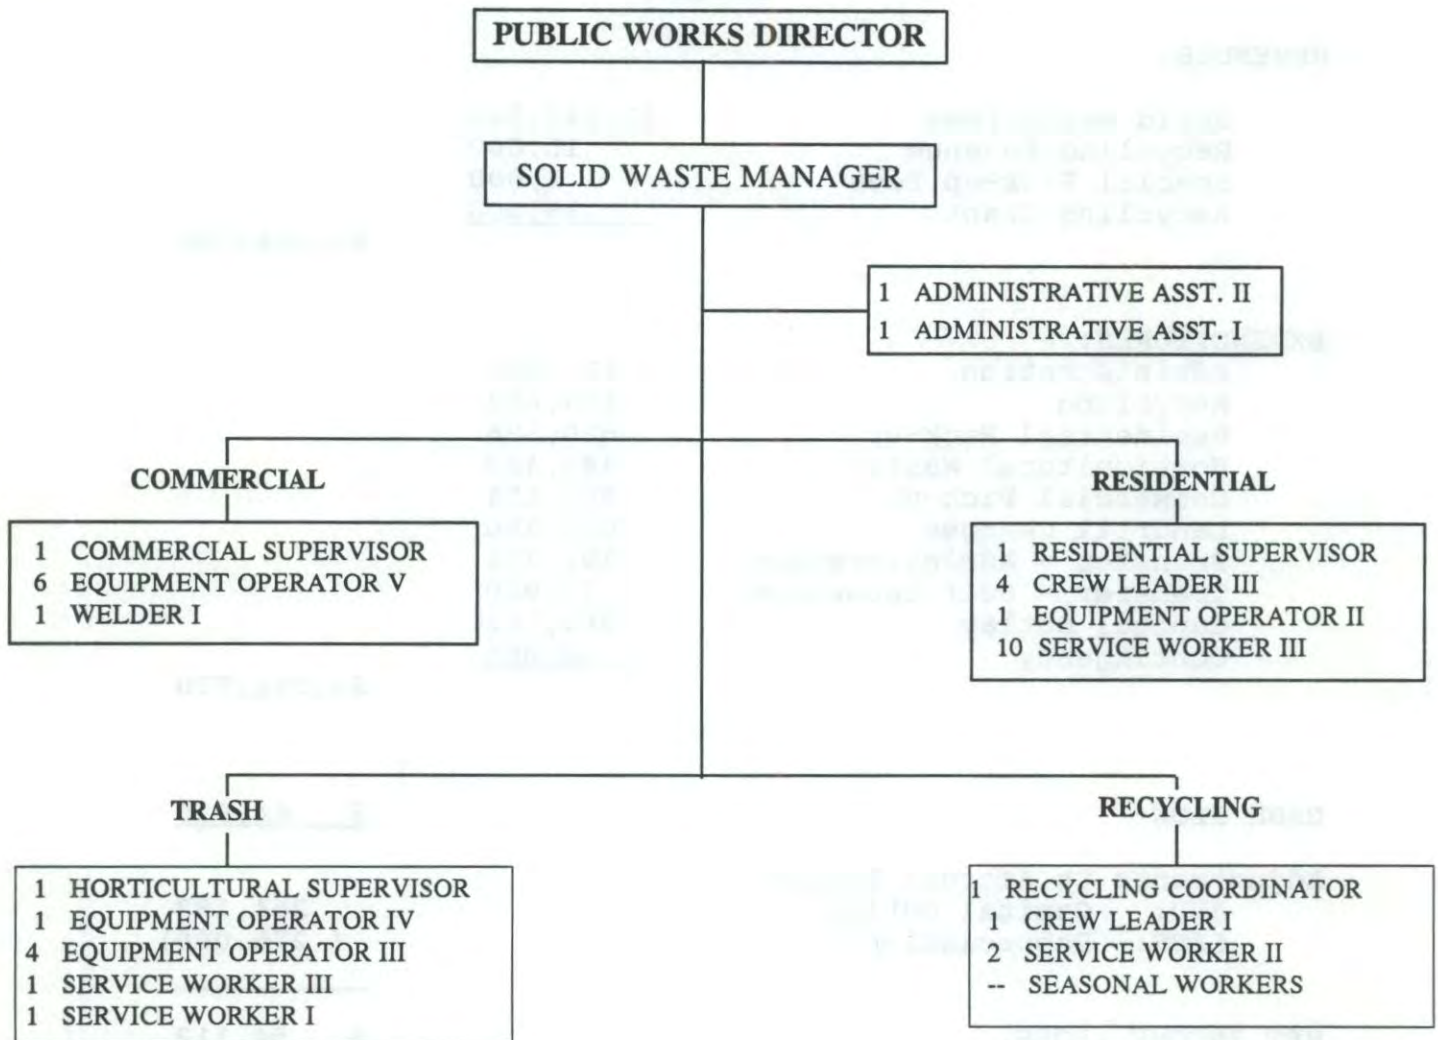 PUBLIC WORKS DIRECTOR
SOLID WASTE MANAGER
1 ADMINISTRATIVE ASST. II
1 ADMINISTRATIVE ASST. I
COMMERCIAL
1 COMMERCIAL SUPERVISOR
6 EQUIPMENT OPERATOR V
1 WELDER I
RESIDENTIAL
1 RESIDENTIAL SUPERVISOR
4 CREW LEADER III
1 EQUIPMENT OPERATOR II
10 SERVICE WORKER III
TRASH
1 HORTICULTURAL SUPERVISOR
1 EQUIPMENT OPERATOR IV
4 EQUIPMENT OPERATOR III
1 SERVICE WORKER III
1 SERVICE WORKER I
RECYCLING
1 RECYCLING COORDINATOR
1 CREW LEADER I
2 SERVICE WORKER II
-- SEASONAL WORKERS